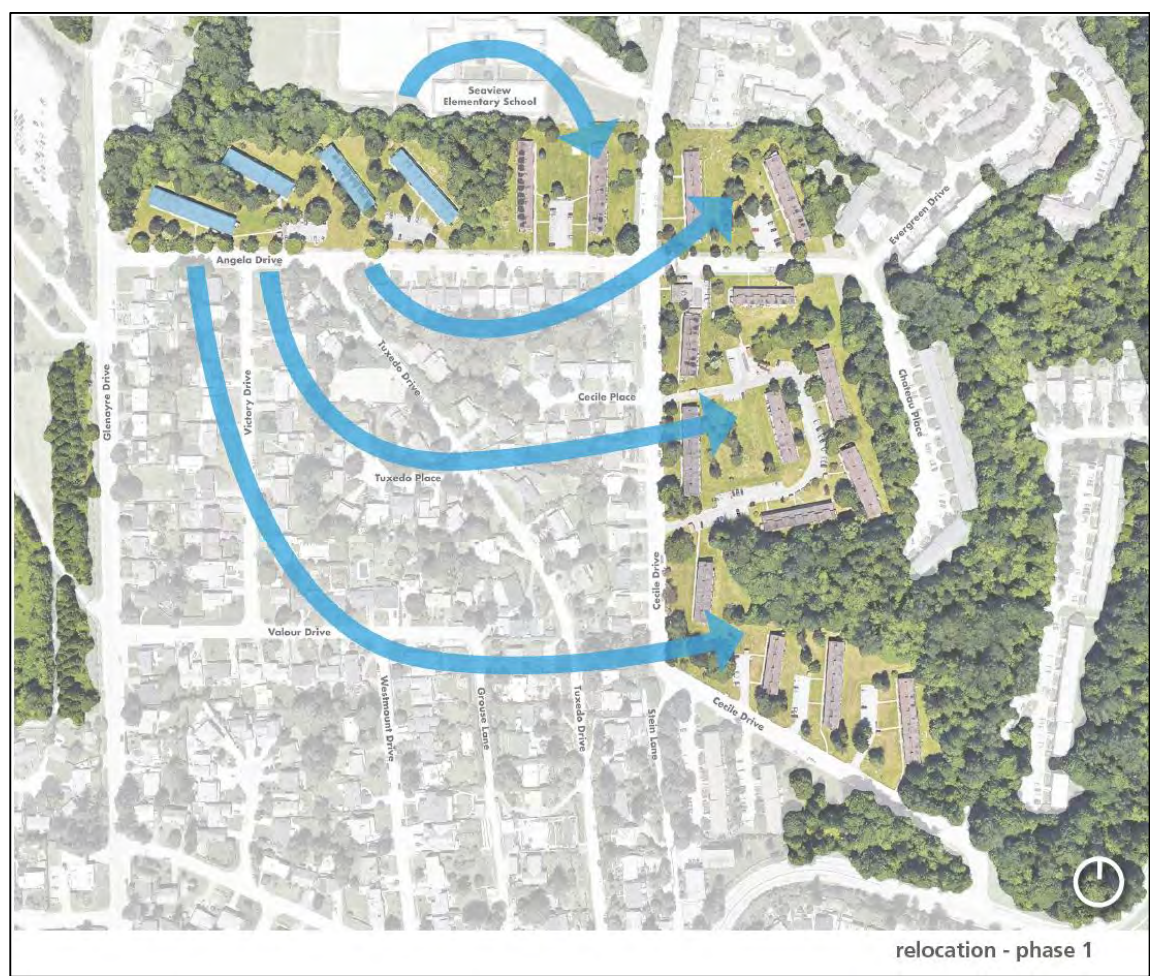 Seaview
Elementary School
Angela Drive
Evergreen Drive
Glenayre Drive
Victory Drive
Tuxedo Drive
Cecile Place
Chateau Place
Tuxedo Place
Cecile Drive
Valour Drive
Westmount Drive
Grouse Lane
Tuxedo Drive
Stein Lane
Cecile Drive
relocation - phase 1